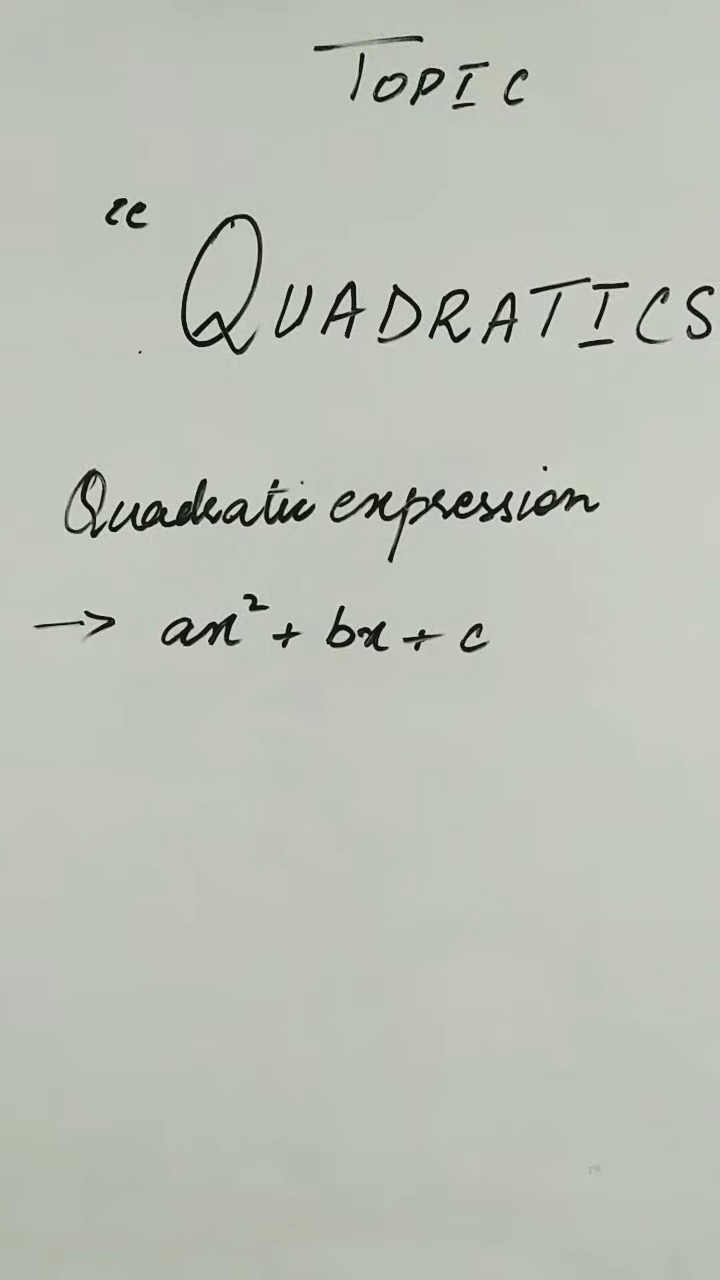 TOPIC
“ QUADRATICS
Quadratic expression
→ ax² + bx + c